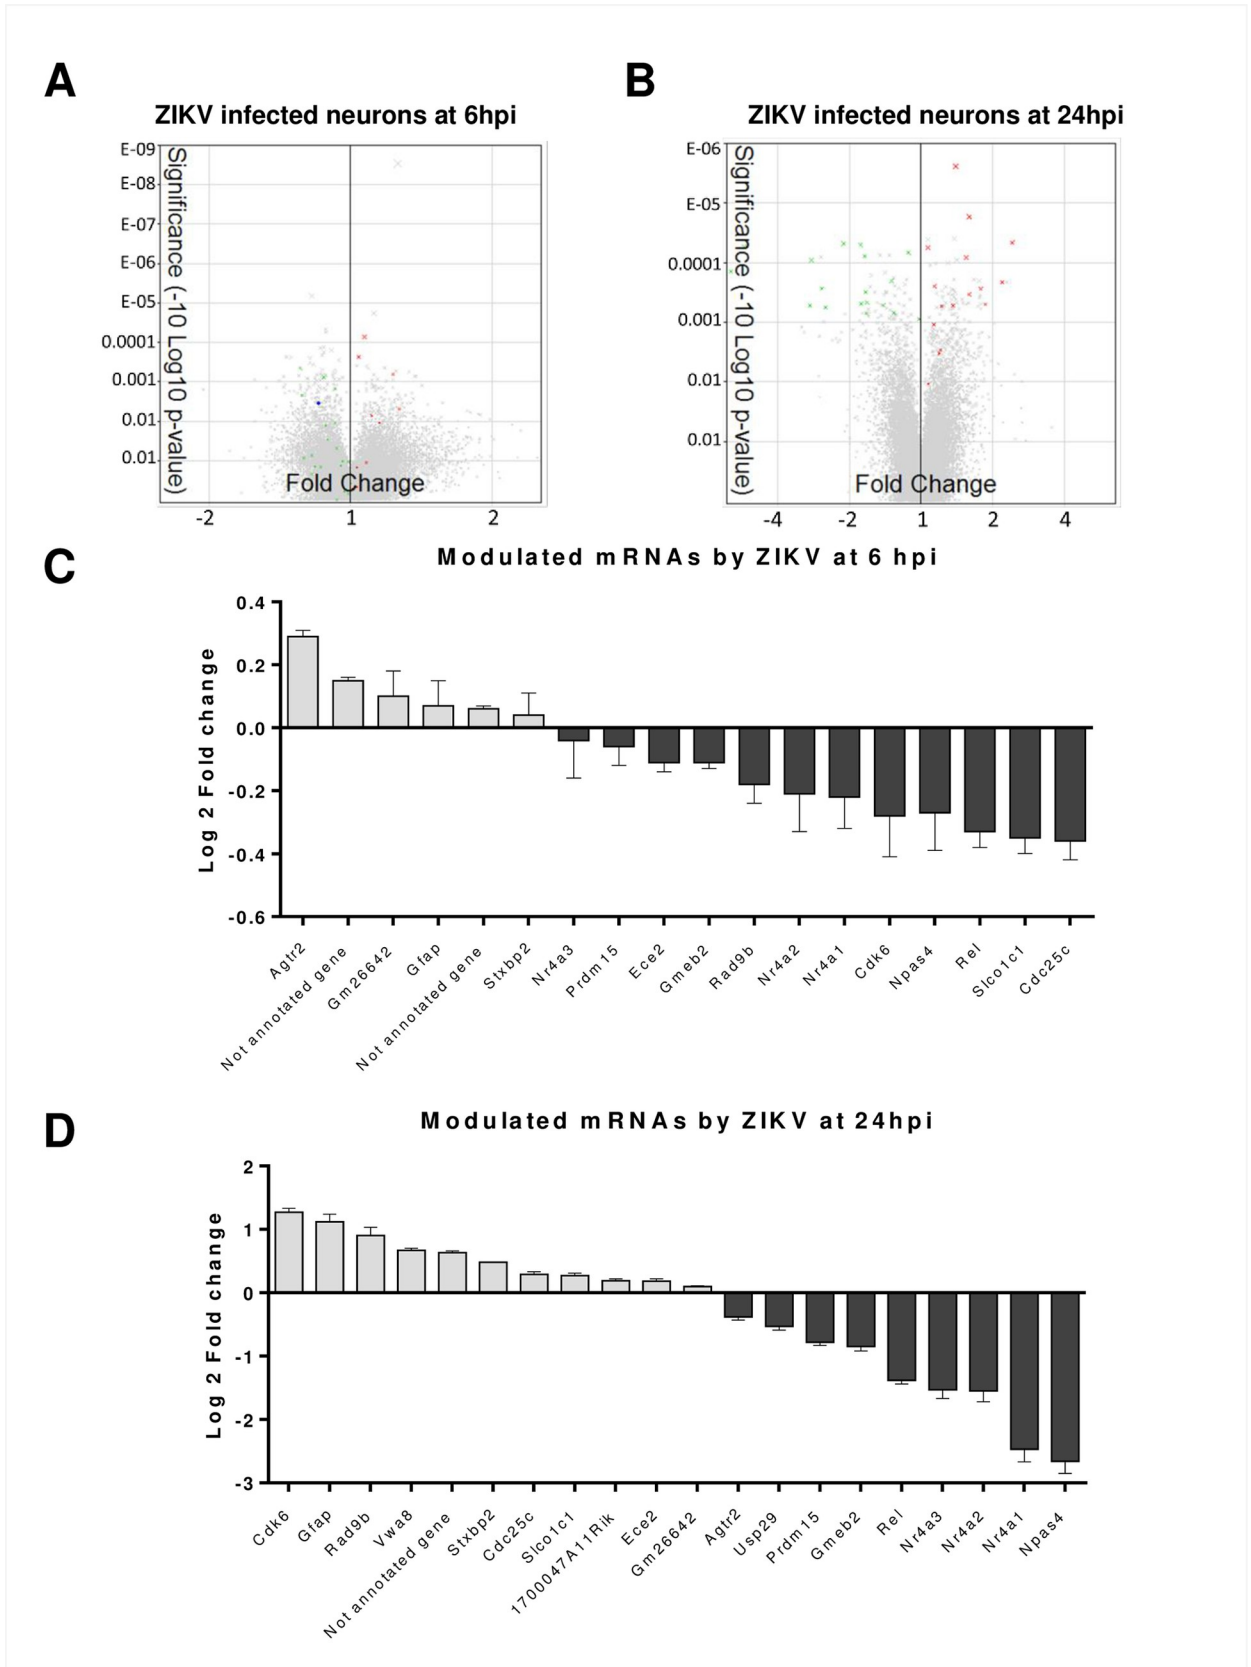 A
ZIKV infected neurons at 6hpi
E-09
E-08
E-07
E-06
E-05
0.0001
0.001
0.01
0.01
Significance (-10 Log10 p-value)
Fold Change
-2
1
2
B
ZIKV infected neurons at 24hpi
E-06
E-05
0.0001
0.001
0.01
0.01
Significance (-10 Log10 p-value)
Fold Change
-4
-2
1
2
4
C
Modulated mRNAs by ZIKV at 6 hpi
Log 2 Fold change
0.4
0.2
0.0
-0.2
-0.4
-0.6
Agtr2
Not annotated gene
Gm26642
Gfap
Not annotated gene
Stxbp2
Nr4a3
Prdm15
Ece2
Gmeb2
Rad9b
Nr4a2
Nr4a1
Cdk6
Npas4
Rel
Slco1c1
Cdc25c
D
Modulated mRNAs by ZIKV at 24hpi
Log 2 Fold change
2
1
0
-1
-2
-3
Cdk6
Gfap
Rad9b
Vwa8
Not annotated gene
Stxbp2
Cdc25c
Slco1c1
1700047A11Rik
Ece2
Gm26642
Agtr2
Usp29
Prdm15
Gmeb2
Rel
Nr4a3
Nr4a2
Nr4a1
Npas4